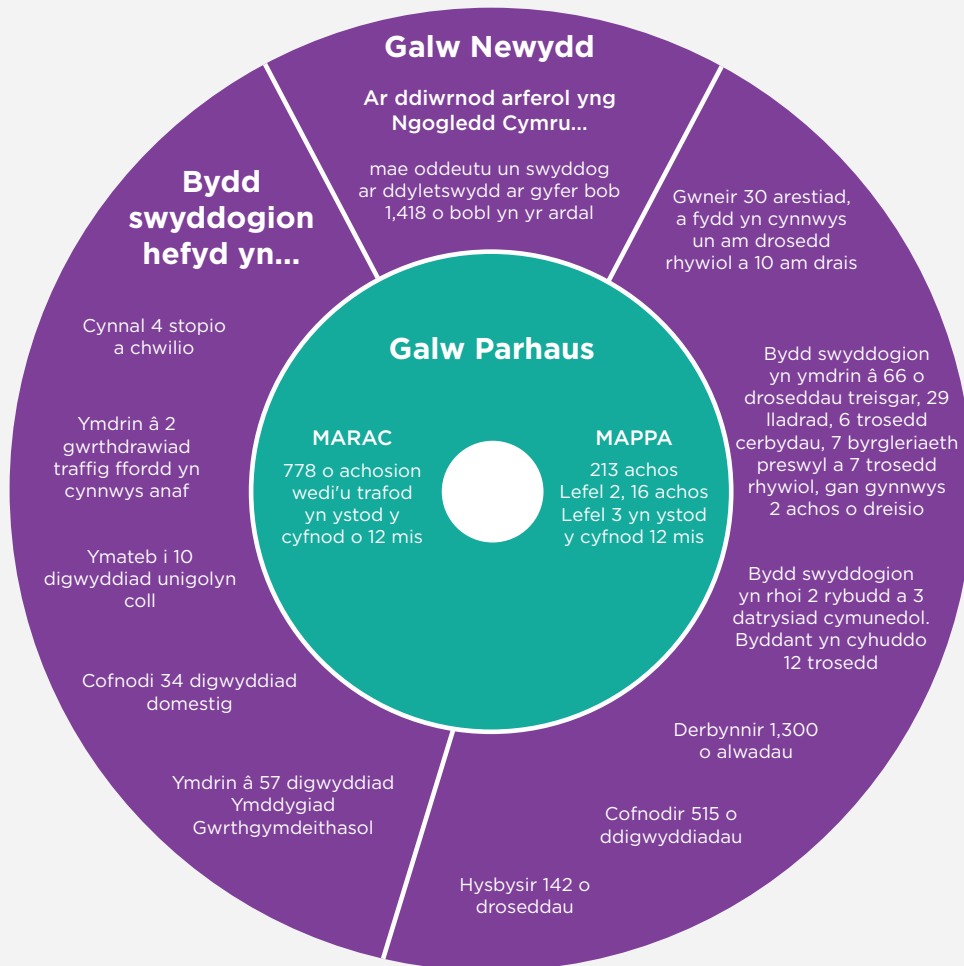 Galw Newydd
Ar ddiwrnod arferol yng
Ngogledd Cymru...
mae oddeutu un swyddog
ar ddyletswydd ar gyfer bob
1,418 o bobl yn yr ardal
Gwneir 30 arestiad,
a fydd yn cynnwys
un am drosedd
rhywiol a 10 am drais
Bydd swyddogion
yn ymdrin â 66 o
droseddau treisgar, 29
lladrad, 6 trosedd
cerbydau, 7 byrgleriaeth
preswyl a 7 trosedd
rhywiol, gan gynnwys
2 achos o dreisio
Bydd swyddogion
yn rhoi 2 rybudd a 3
datrysiad cymunedol.
Byddant yn cyhuddo
12 trosedd
Derbynnir 1,300
o alwadau
Cofnodir 515 o
ddigwyddiadau
Hysbysir 142 o
droseddau
Bydd
swyddogion
hefyd yn...
Cynnal 4 stopio
a chwilio
Ymdrin â 2
gwrthdrawiad
traffig ffordd yn
cynnwys anaf
Ymateb i 10
digwyddiad unigolyn
coll
Cofnodi 34 digwyddiad
domestig
Ymdrin â 57 digwyddiad
Ymddygiad
Gwrthgymdeithasol
Galw Parhaus
MARAC
778 o achosion
wedi'u trafod
yn ystod y
cyfnod o 12 mis
MAPPA
213 achos
Lefel 2, 16 achos
Lefel 3 yn ystod
y cyfnod 12 mis